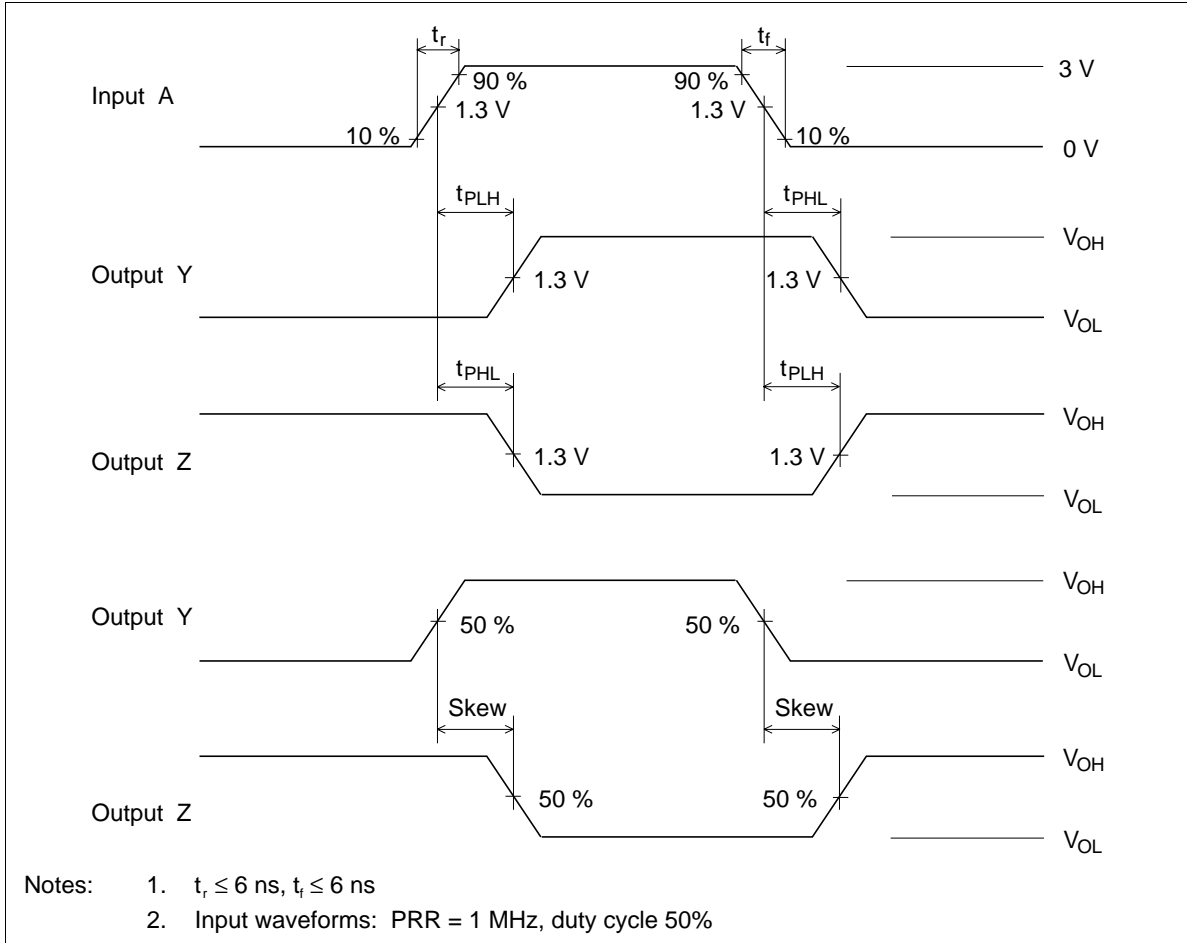 tr tf
90 % 90 % 3 V
Input A 1.3 V 1.3 V
10 % 10 % 0 V
tPLH tPHL
VOH
Output Y 1.3 V 1.3 V
VOL
tPHL tPLH
VOH
Output Z 1.3 V 1.3 V
VOL
VOH
Output Y 50 % 50 %
VOL
Skew Skew
VOH
50 % 50 %
Output Z
VOL
Notes: 1. tr ≤ 6 ns, tf ≤ 6 ns
2. Input waveforms: PRR = 1 MHz, duty cycle 50%